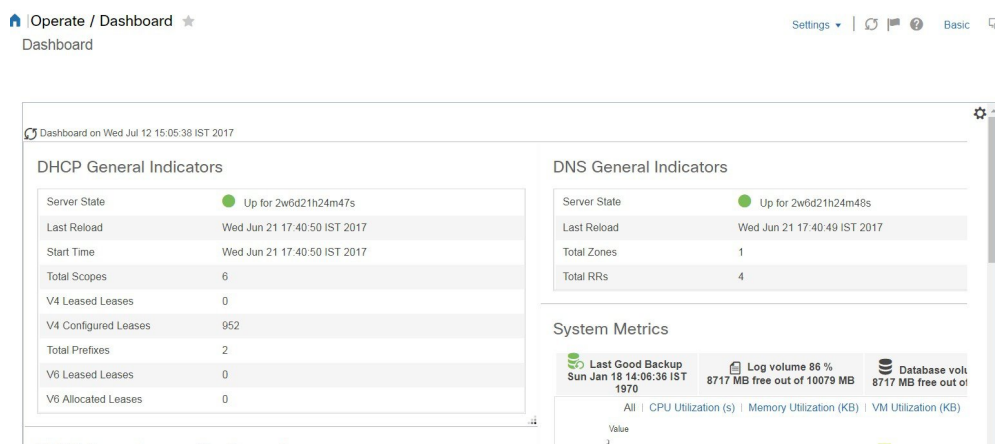 Operate / Dashboard
Settings
Basic
Dashboard
Dashboard on Wed Jul 12 15:05:38 IST 2017
DHCP General Indicators
Server State Up for 2w6d21h24m47s
Last Reload Wed Jun 21 17:40:50 IST 2017
Start Time Wed Jun 21 17:40:50 IST 2017
Total Scopes 6
V4 Leased Leases 0
V4 Configured Leases 952
Total Prefixes 2
V6 Leased Leases 0
V6 Allocated Leases 0
DNS General Indicators
Server State Up for 2w6d21h24m48s
Last Reload Wed Jun 21 17:40:49 IST 2017
Total Zones 1
Total RRs 4
System Metrics
Last Good Backup
Sun Jan 18 14:06:36 IST
1970
Log volume 86 %
8717 MB free out of 10079 MB
Database volu
8717 MB free out of
All | CPU Utilization (s) | Memory Utilization (KB) | VM Utilization (KB)
Value